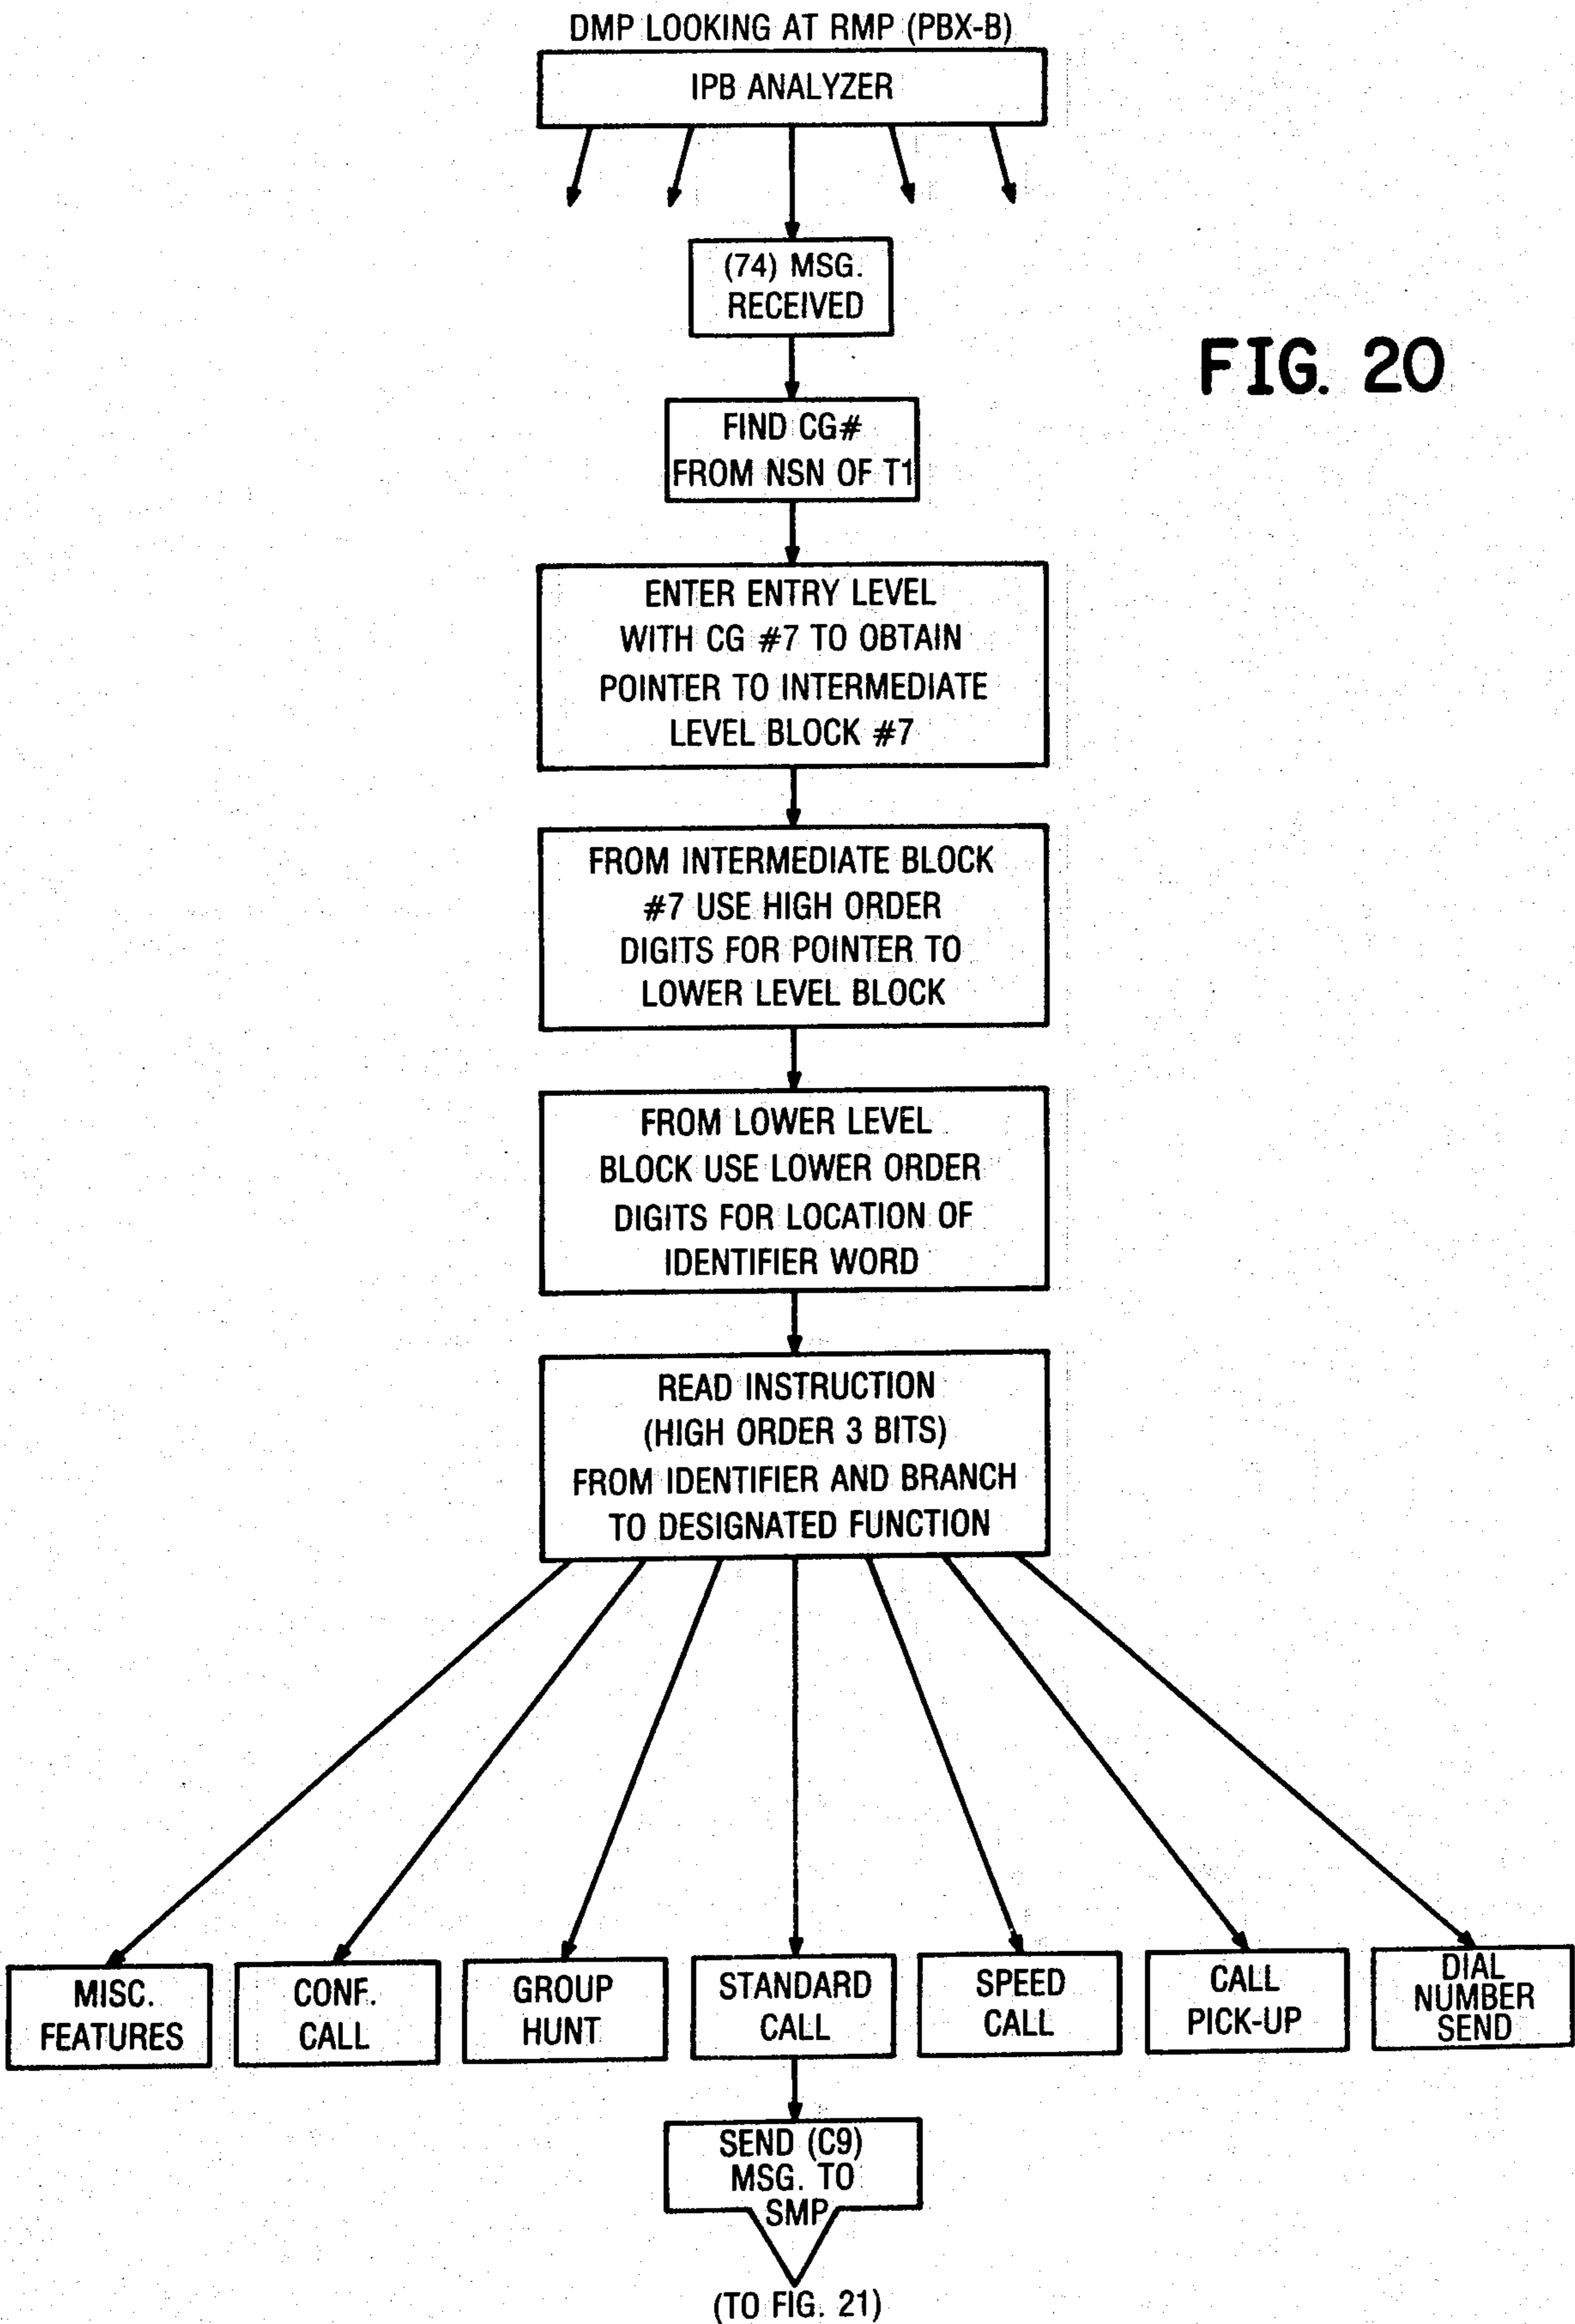 DMP LOOKING AT RMP (PBX-B)
IPB ANALYZER
(74) MSG.
RECEIVED
FIG. 20
FIND CG#
FROM NSN OF T1
ENTER ENTRY LEVEL
WITH CG #7 TO OBTAIN
POINTER TO INTERMEDIATE
LEVEL BLOCK #7
FROM INTERMEDIATE BLOCK
#7 USE HIGH ORDER
DIGITS FOR POINTER TO
LOWER LEVEL BLOCK
FROM LOWER LEVEL
BLOCK USE LOWER ORDER
DIGITS FOR LOCATION OF
IDENTIFIER WORD
READ INSTRUCTION
(HIGH ORDER 3 BITS)
FROM IDENTIFIER AND BRANCH
TO DESIGNATED FUNCTION
MISC.
FEATURES
CONF.
CALL
GROUP
HUNT
STANDARD
CALL
SPEED
CALL
CALL
PICK-UP
DIAL
NUMBER
SEND
SEND (C9)
MSG. TO
SMP
(TO FIG. 21)